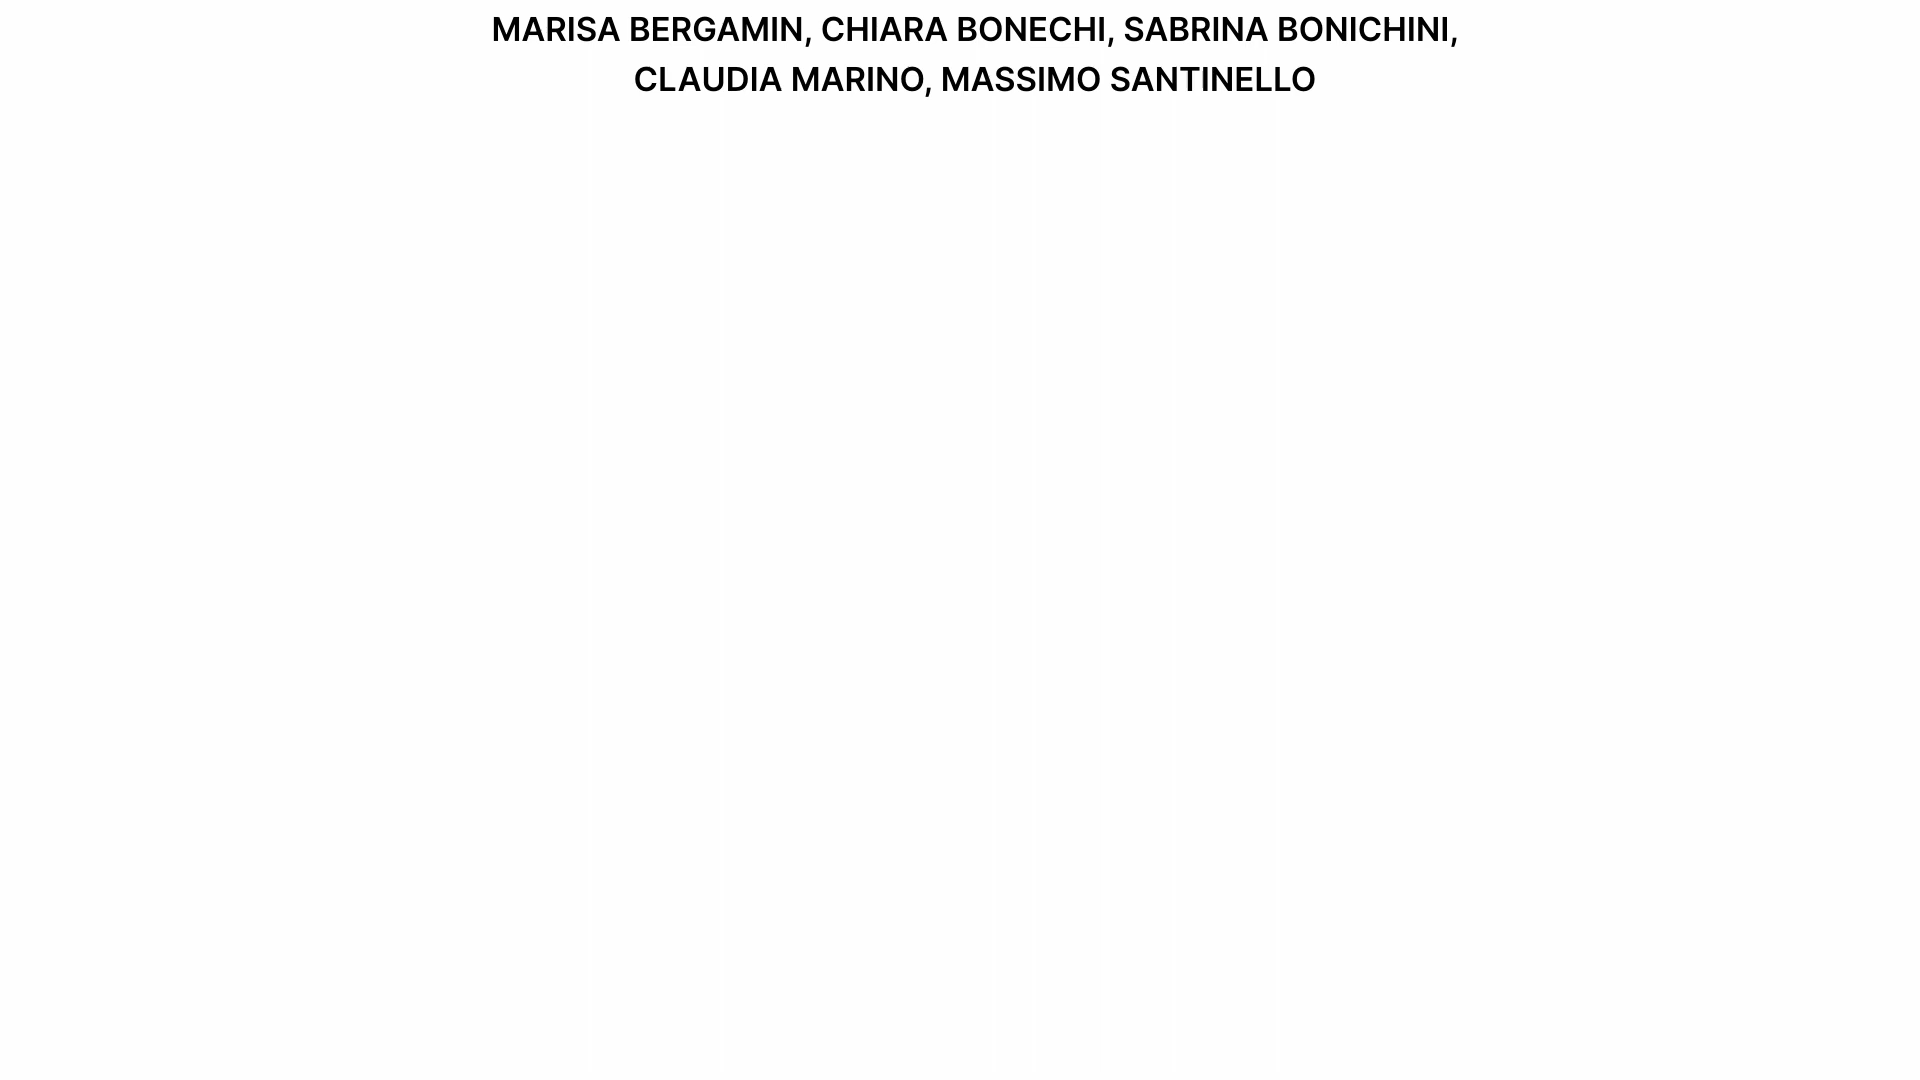 MARISA BERGAMIN, CHIARA BONECHI, SABRINA BONICHINI,
CLAUDIA MARINO, MASSIMO SANTINELLO